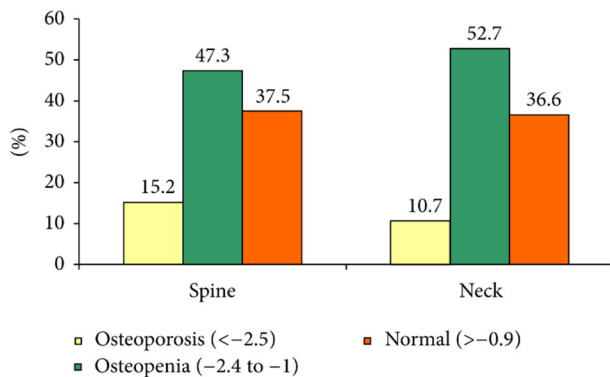 60
50
40
30
20
10
0
(%)
15.2
47.3
37.5
10.7
52.7
36.6
Spine
Neck
Osteoporosis (<−2.5)
Osteopenia (−2.4 to −1)
Normal (>−0.9)